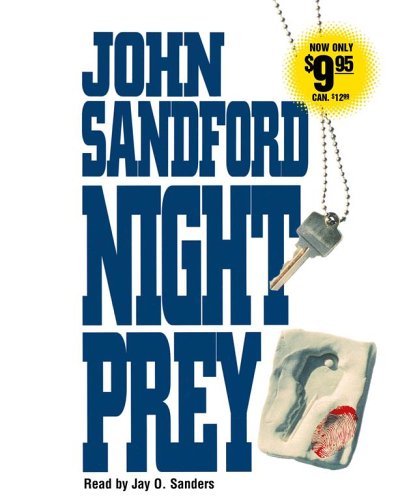 JOHN
SANDFORD
NIGHT
PREY
NOW ONLY
$9.95
CAN. $12.99
Read by Jay O. Sanders